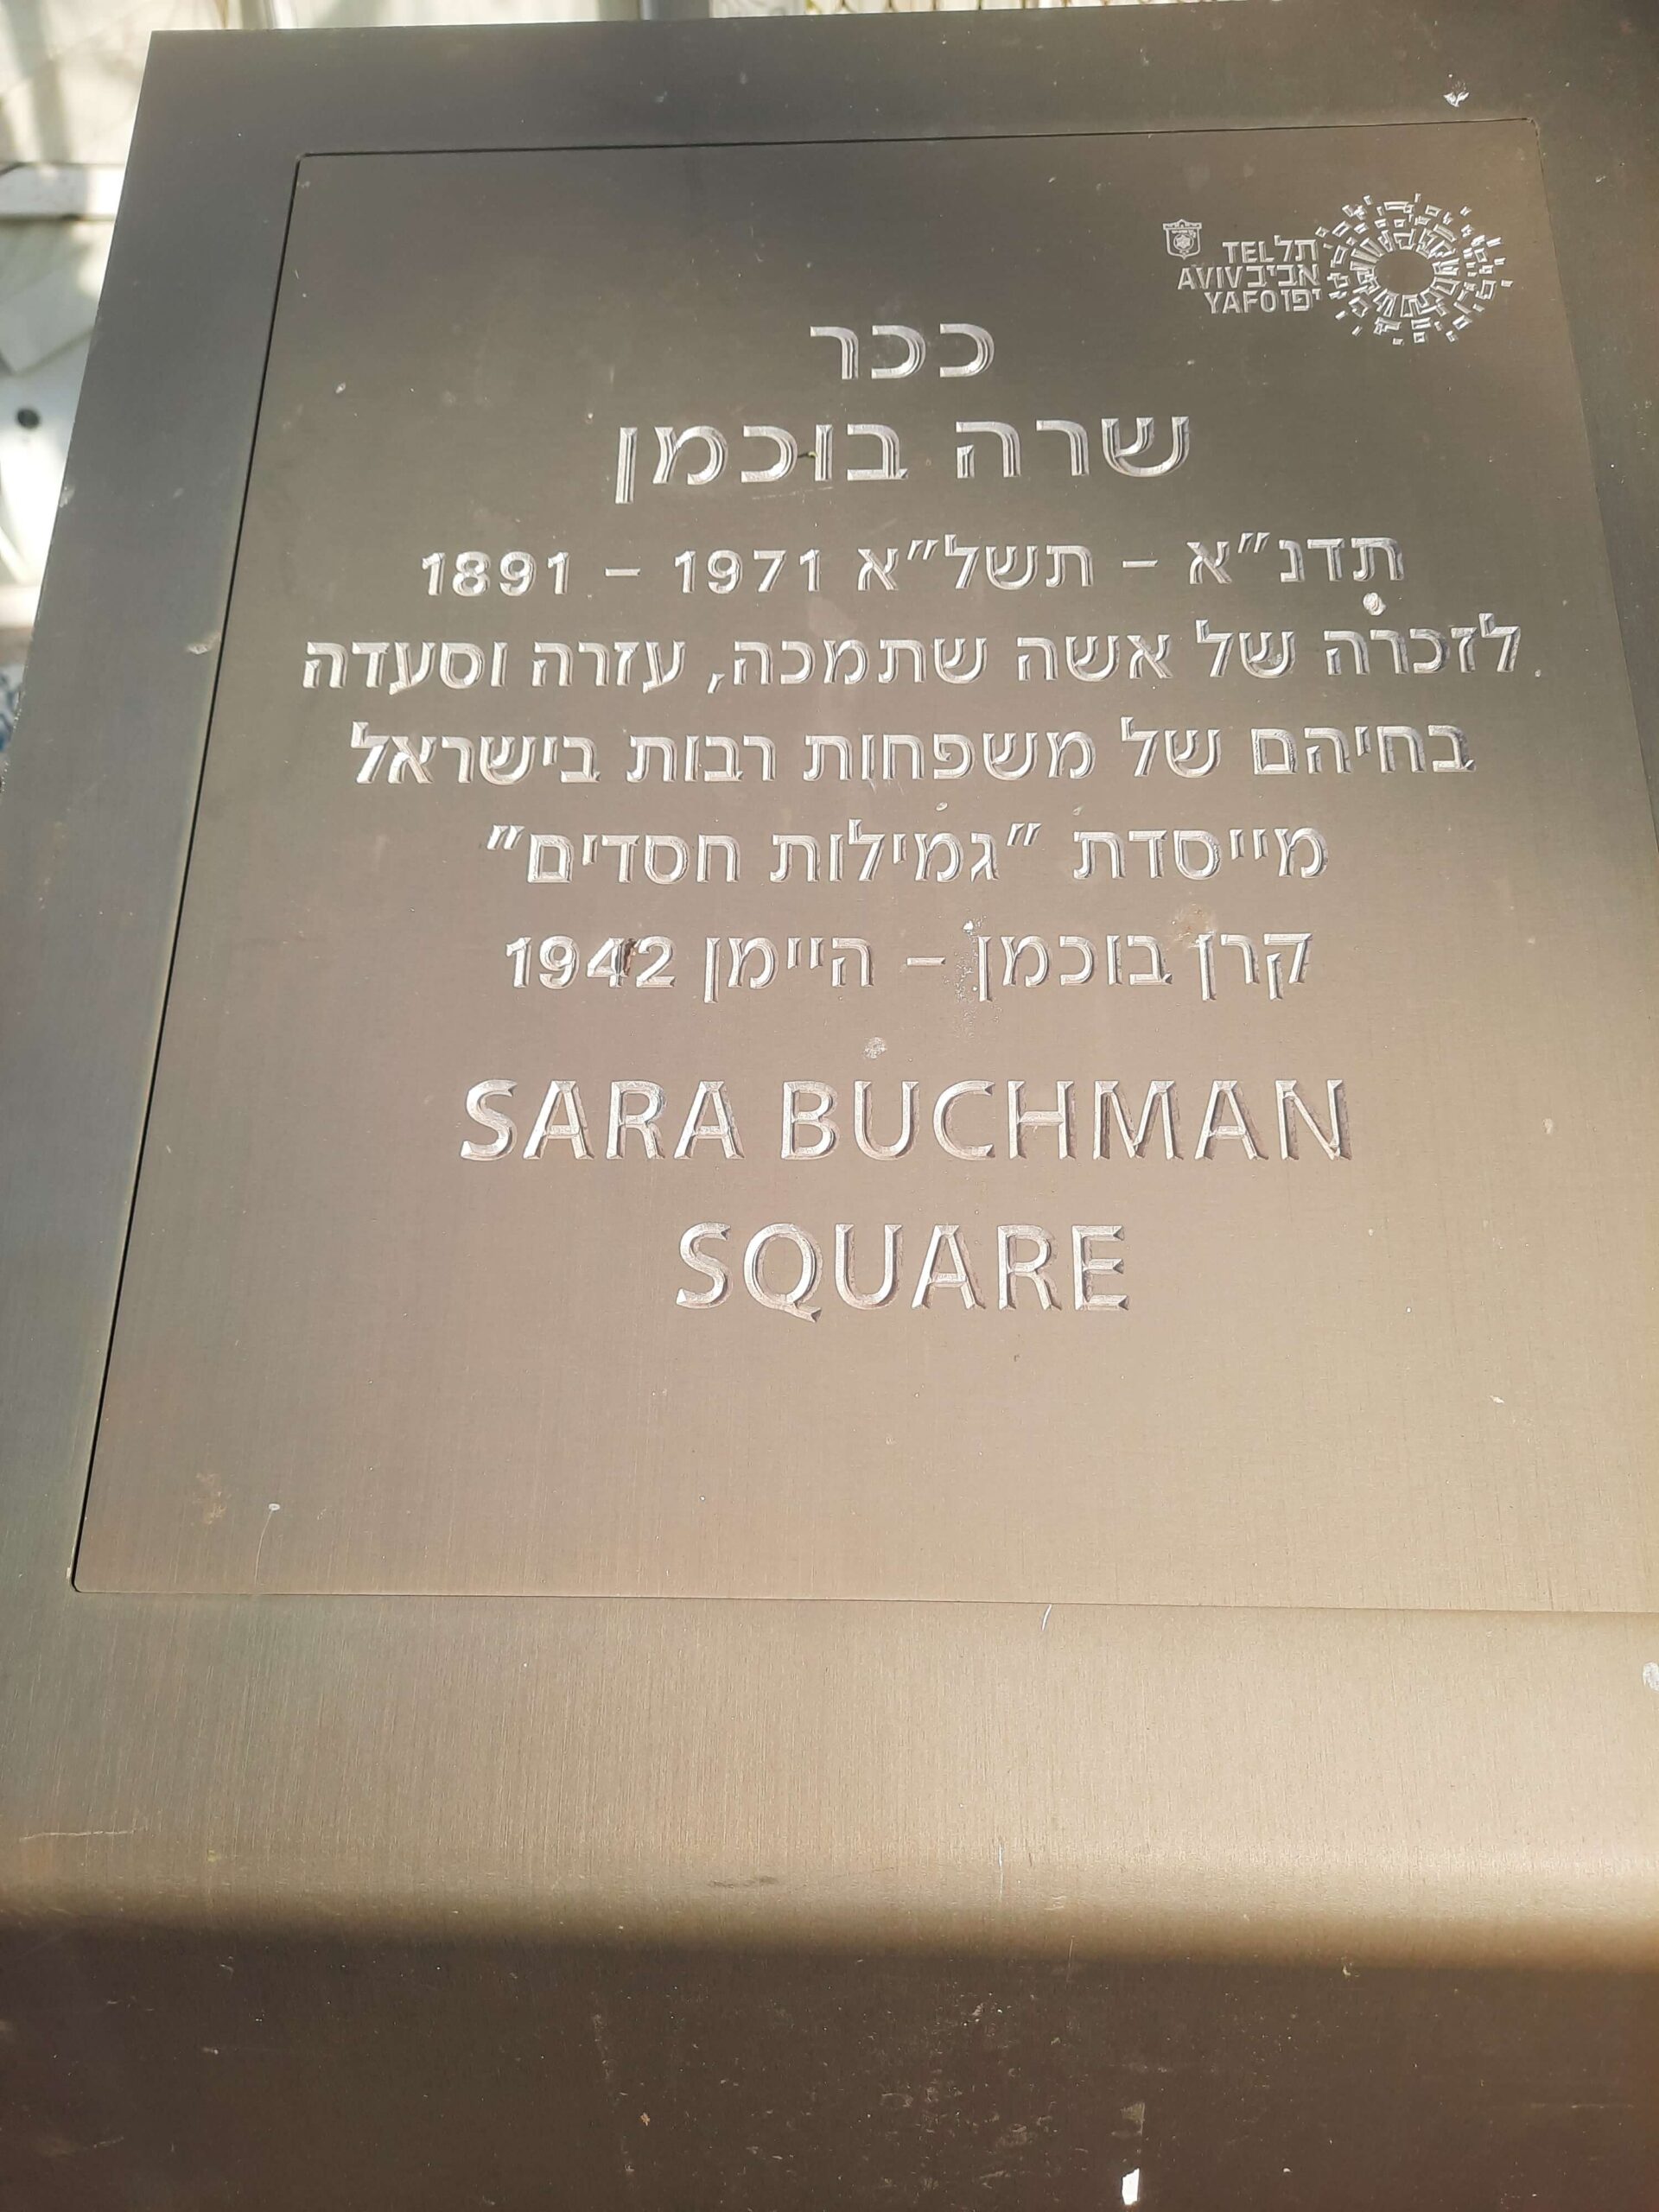 TEL תל
AVIV אביב
YAFO יפו
ככר
שרה בוכמן
תדנ"א – תשל"א 1971 – 1891
לזכרה של אשה שתמכה, עזרה וסעדה
בחיהם של משפחות רבות בישראל
מייסדת "גמילות חסדים"
קרן בוכמן – היימן 1942
SARA BUCHMAN
SQUARE